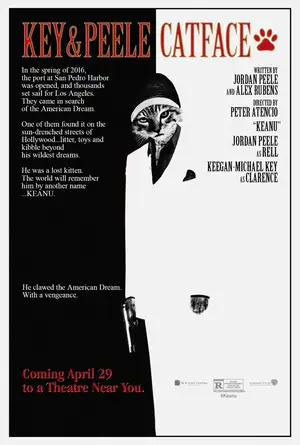 KEY&PEELE CATFACE
In the spring of 2016,
the port at San Pedro Harbor
was opened, and thousands
set sail for Los Angeles.
They came in search
of the American Dream.
One of them found it on the
sun-drenched streets of
Hollywood..litter, toys and
kibble beyond
his wildest dreams.
He was a lost kitten.
The world will remember
him by another name
...KEANU.
WRITTEN BY
JORDAN PEELE
AND ALEX RUBENS
DIRECTED BY
PETER ATENCIO
“KEANU”
JORDAN PEELE
AS RELL
KEEGAN-MICHAEL KEY
AS CLARENCE
He clawed the American Dream.
With a vengeance.
Coming April 29
to a Theatre Near You.
R
#Keanu